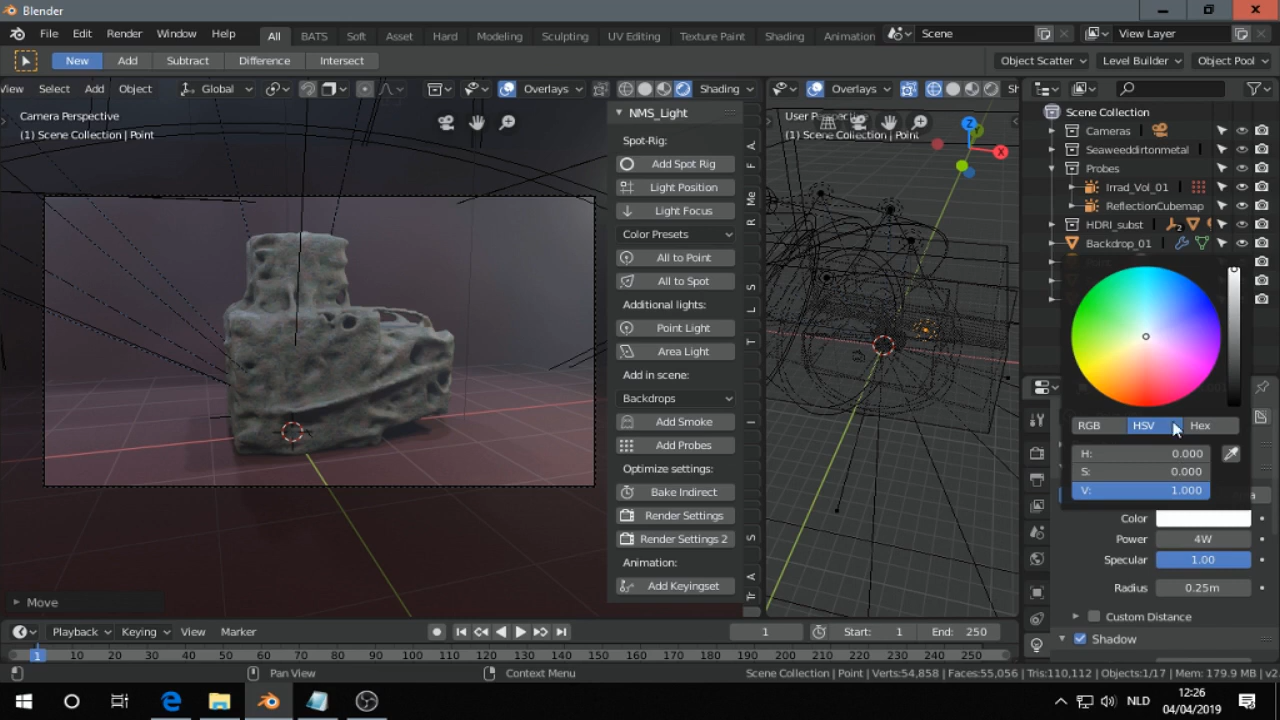 Blender
File Edit Render Window Help All BATS Soft Asset Hard Modeling Sculpting UV Editing Texture Paint Shading Animation Scene View Layer
New Add Subtract Difference Intersect Object Scatter Level Builder Object Pool
View Select Add Object Global Overlays Shading Overlays Sh
Camera Perspective
(1) Scene Collection | Point
NMS_Light
Spot-Rig:
Add Spot Rig
Light Position
Light Focus
Color Presets
All to Point
All to Spot
Additional lights:
Point Light
Area Light
Add in scene:
Backdrops
Add Smoke
Add Probes
Optimize settings:
Bake Indirect
Render Settings
Render Settings 2
Animation:
Add Keyingset
A
F
Me
R
S
L
T
I
S
A
Tr
(1) Scene Collection | Point
Z
Y
X
Scene Collection
Cameras
Seaweeddirtonmetal
Probes
Irrad_Vol_01
ReflectionCubemap
HDRI_subst 2
Backdrop_01
RGB HSV Hex
H: 0.000
S: 0.000
V: 1.000
Color
Power 4W
Specular 1.00
Radius 0.25m
Custom Distance
Shadow
Move
Playback Keying View Marker 1 Start: 1 End: 250
1 10 20 30 40 50 60 70 80 90 100 110 120 130 140 150 160 170 180 190 200 210 220 230 240 250
Pan View Context Menu Scene Collection | Point | Verts:54,858 | Faces:55,056 | Tris:110,112 | Objects:1/17 | Mem: 179.9 MB | v2
NLD
12:26
04/04/2019